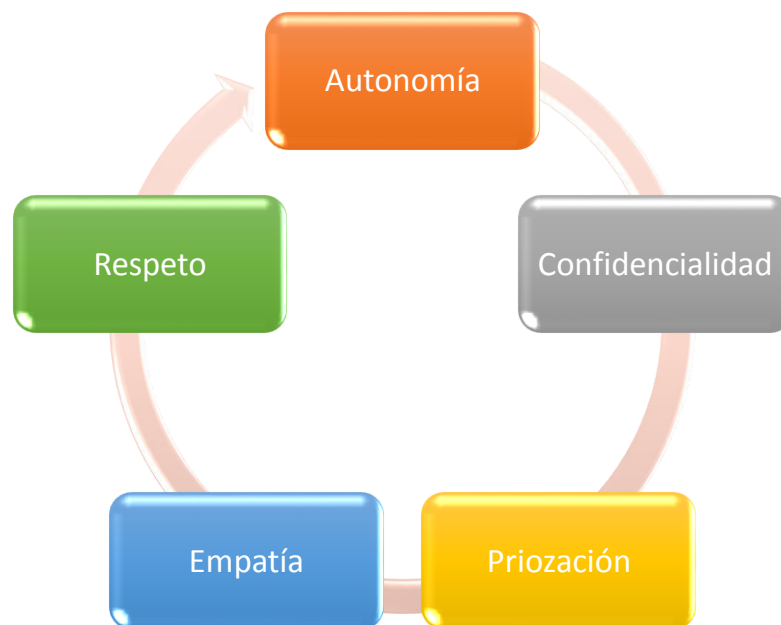 Autonomía
Confidencialidad
Priozación
Empatía
Respeto